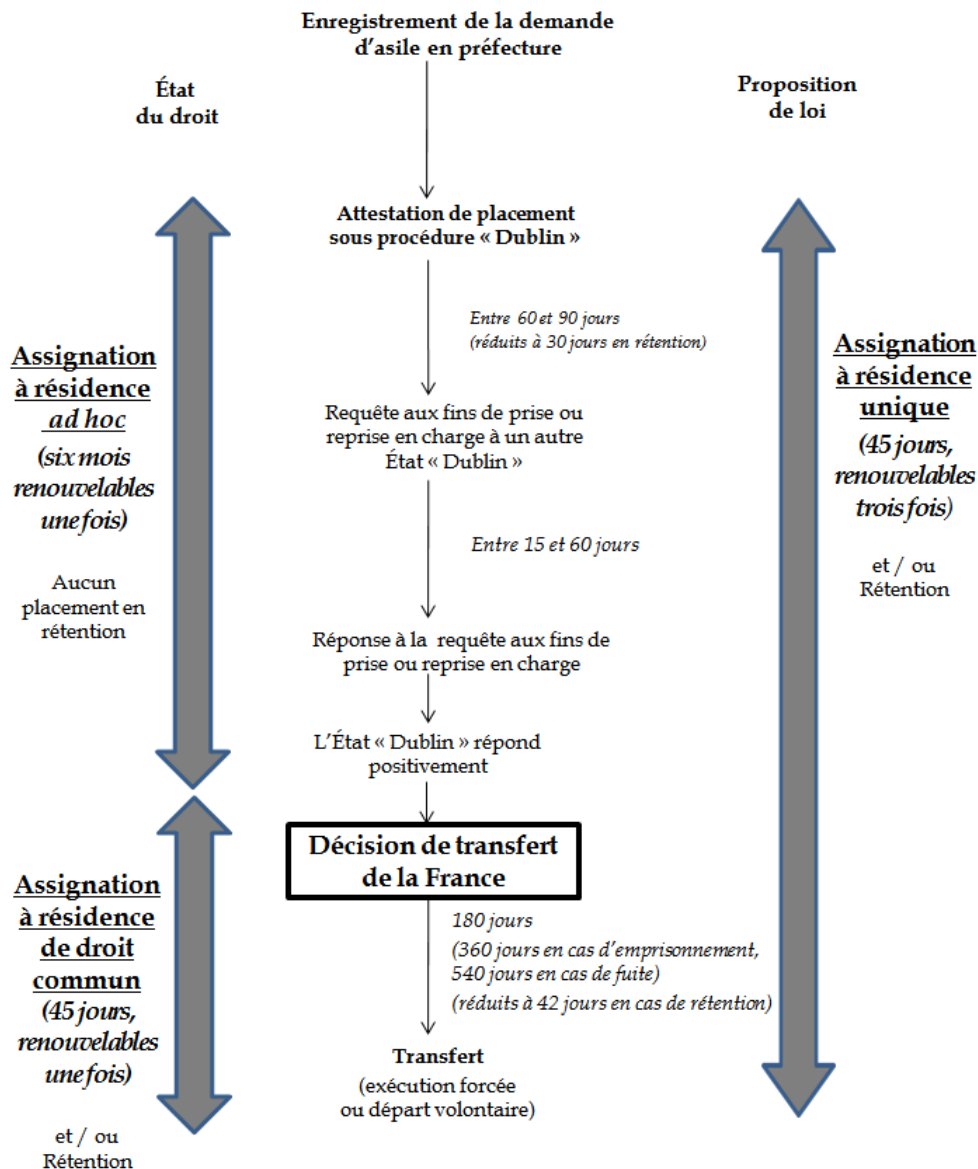 Enregistrement de la demande
d'asile en préfecture
État
du droit
Proposition
de loi
Attestation de placement
sous procédure « Dublin »
Entre 60 et 90 jours
(réduits à 30 jours en rétention)
Assignation
à résidence
ad hoc
(six mois
renouvelables
une fois)
Aucun
placement en
rétention
Requête aux fins de prise ou
reprise en charge à un autre
État « Dublin »
Assignation
à résidence
unique
(45 jours,
renouvelables
trois fois)
et / ou
Rétention
Entre 15 et 60 jours
Réponse à la requête aux fins de
prise ou reprise en charge
L'État « Dublin » répond
positivement
Décision de transfert
de la France
Assignation
à résidence
de droit
commun
(45 jours,
renouvelables
une fois)
et / ou
Rétention
180 jours
(360 jours en cas d'emprisonnement,
540 jours en cas de fuite)
(réduits à 42 jours en cas de rétention)
Transfert
(exécution forcée
ou départ volontaire)